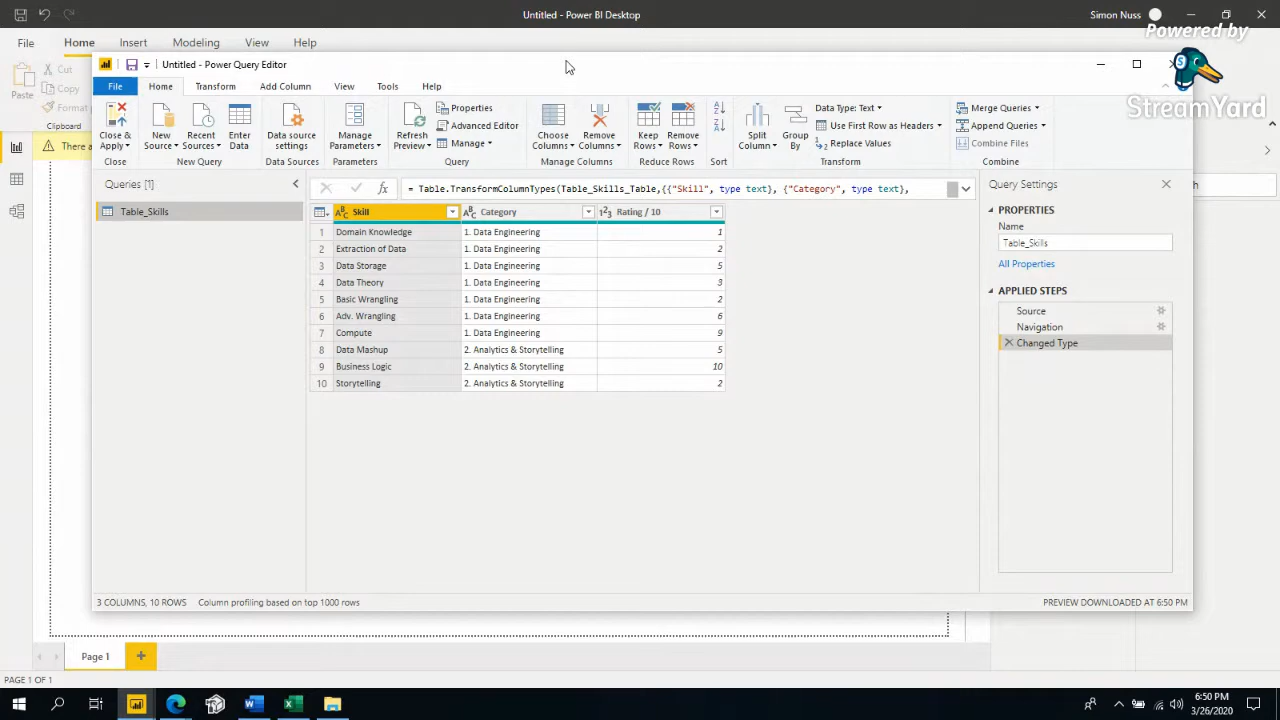 Untitled - Power BI Desktop
Simon Nuss
File Home Insert Modeling View Help
Powered by
StreamYard
Paste
Cut
Copy
Format
Clipboard
There a
Untitled - Power Query Editor
File Home Transform Add Column View Tools Help
Close & Apply
Close
New Source
Recent Sources
Enter Data
New Query
Data source settings
Data Sources
Manage Parameters
Parameters
Refresh Preview
Properties
Advanced Editor
Manage
Query
Choose Columns
Remove Columns
Manage Columns
Keep Rows
Remove Rows
Reduce Rows
Sort
Split Column
Group By
Data Type: Text
Use First Row as Headers
Replace Values
Transform
Merge Queries
Append Queries
Combine Files
Combine
Queries [1]
Table_Skills
= Table.TransformColumnTypes(Table_Skills_Table,{{"Skill", type text}, {"Category", type text},
Skill Category Rating / 10
1 Domain Knowledge 1. Data Engineering 1
2 Extraction of Data 1. Data Engineering 2
3 Data Storage 1. Data Engineering 5
4 Data Theory 1. Data Engineering 3
5 Basic Wrangling 1. Data Engineering 2
6 Adv. Wrangling 1. Data Engineering 6
7 Compute 1. Data Engineering 9
8 Data Mashup 2. Analytics & Storytelling 5
9 Business Logic 2. Analytics & Storytelling 10
10 Storytelling 2. Analytics & Storytelling 2
Query Settings
PROPERTIES
Name
Table_Skills
All Properties
APPLIED STEPS
Source
Navigation
Changed Type
3 COLUMNS, 10 ROWS Column profiling based on top 1000 rows
PREVIEW DOWNLOADED AT 6:50 PM
Page 1
PAGE 1 OF 1
6:50 PM
3/26/2020